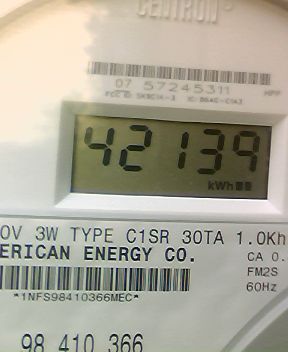 CENTRON
07 57245311
42139
kWh
0V 3W TYPE C1SR 30TA 1.0Kh
ERICAN ENERGY CO.
CA 0.
FM2S
*1NFS98410366MEC*
60Hz
98 410 366